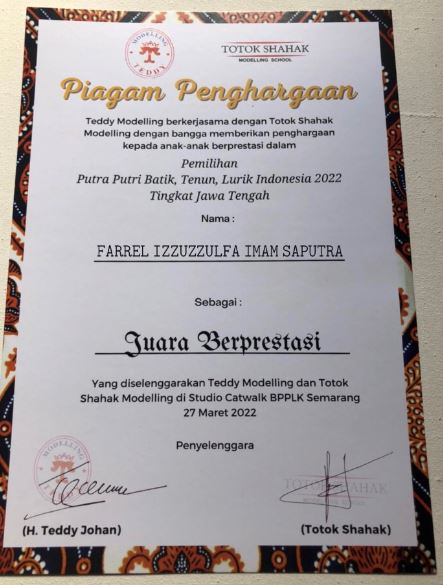 MODELLING
TEDDY
TOTOK SHAHAK
MODELLING SCHOOL
Piagam Penghargaan
Teddy Modelling berkerjasama dengan Totok Shahak
Modelling dengan bangga memberikan penghargaan
kepada anak-anak berprestasi dalam
Pemilihan
Putra Putri Batik, Tenun, Lurik Indonesia 2022
Tingkat Jawa Tengah
Nama :
FARREL IZZUZZULFA IMAM SAPUTRA
Sebagai :
Juara Berprestasi
Yang diselenggarakan Teddy Modelling dan Totok
Shahak Modelling di Studio Catwalk BPPLK Semarang
27 Maret 2022
Penyelenggara
MODELLING
TOTOK SHAHAK
(H. Teddy Johan)
(Totok Shahak)